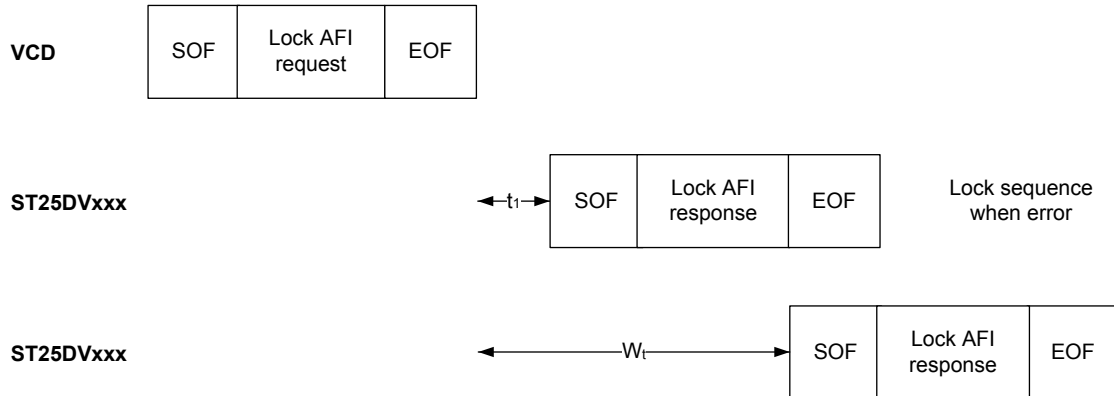 VCD
SOF
Lock AFI
request
EOF
ST25DVxxx
t1
SOF
Lock AFI
response
EOF
Lock sequence
when error
ST25DVxxx
Wt
SOF
Lock AFI
response
EOF